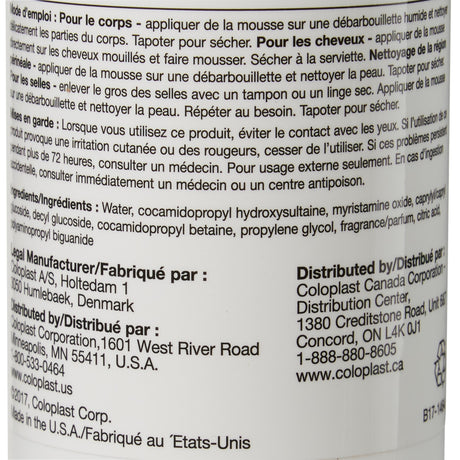 Mode d'emploi : Pour le corps - appliquer de la mousse sur une débarbouillette humide et nettoyer
délicatement les parties du corps. Tapoter pour sécher. Pour les cheveux - appliquer de la mousse
directement sur les cheveux mouillés et faire mousser. Sécher à la serviette. Nettoyage de la région
périnéale - appliquer de la mousse sur une débarbouillette et nettoyer la peau. Tapoter pour sécher.
Pour les selles - enlever le gros des selles avec un tampon ou un linge sec. Appliquer de la mousse
sur une débarbouillette et nettoyer la peau. Répéter au besoin. Tapoter pour sécher.
Mises en garde : Lorsque vous utilisez ce produit, éviter le contact avec les yeux. Si l'utilisation de ce
produit provoque une irritation cutanée ou des rougeurs, cesser de l'utiliser. Si ces problèmes persistent
pendant plus de 72 heures, consulter un médecin. Pour usage externe seulement. En cas d'ingestion
accidentelle, consulter immédiatement un médecin ou un centre antipoison.
Ingredients/Ingrédients : Water, cocamidopropyl hydroxysultaine, myristamine oxide, caprylyl/capryl
glucoside, decyl glucoside, cocamidopropyl betaine, propylene glycol, fragrance/parfum, citric acid,
polyaminopropyl biguanide
Legal Manufacturer/Fabriqué par :
Coloplast A/S, Holtedam 1
3050 Humlebaek, Denmark
Distributed by/Distribué par :
Coloplast Corporation,1601 West River Road
Minneapolis, MN 55411, U.S.A.
1-800-533-0464
www.coloplast.us
©2017, Coloplast Corp.
Made in the U.S.A./Fabriqué au ´Etats-Unis
Distributed by/Distribué par :
Coloplast Canada Corporation -
Distribution Center,
1380 Creditstone Road, Unit
Concord, ON L4K 0J1
1-888-880-8605
www.coloplast.ca